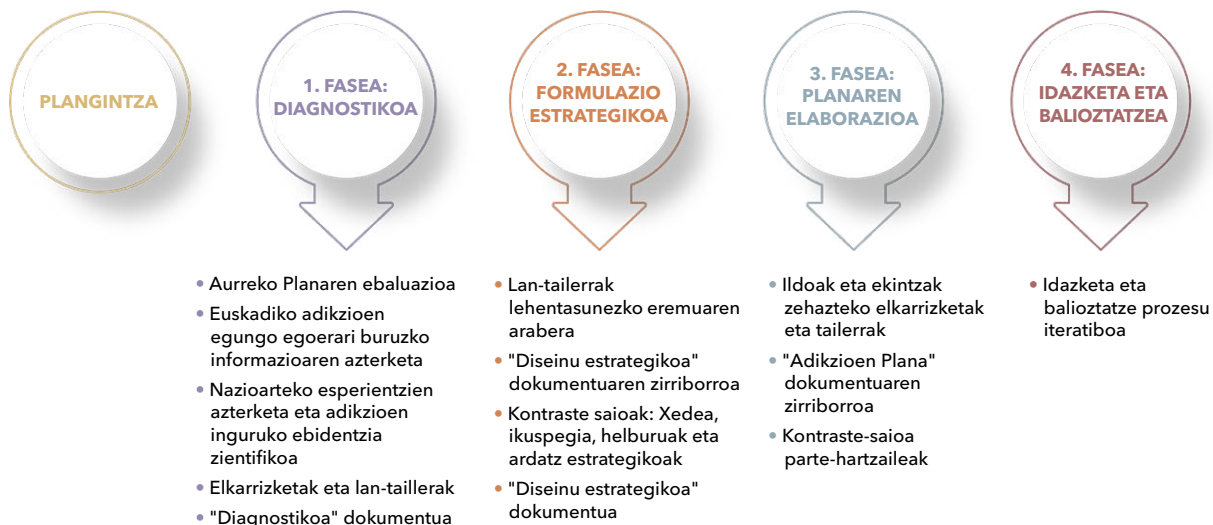 PLANGINTZA
1. FASEA:
DIAGNOSTIKOA
2. FASEA:
FORMULAZIO
ESTRATEGIKOA
3. FASEA:
PLANAREN
ELABORAZIOA
4. FASEA:
IDAZKETA ETA
BALIOZTATZEA
• Aurreko Planaren ebaluazioa
• Euskadiko adikzioen
egungo egoerari buruzko
informazioaren azterketa
• Nazioarteko esperientzien
azterketa eta adikzioen
inguruko ebidentzia
zientifikoa
• Elkarrizketak eta lan-taillerak
• "Diagnostikoa" dokumentua
• Lan-tailerrak
lehentasunezko eremuaren
arabera
• "Diseinu estrategikoa"
dokumentuaren zirriborroa
• Kontraste saioak: Xedea,
ikuspegia, helburuak eta
ardatz estrategikoak
• "Diseinu estrategikoa"
dokumentua
• Ildoak eta ekintzak
zehazteko elkarrizketak
eta tailerrak
• "Adikzioen Plana"
dokumentuaren
zirriborroa
• Kontraste-saioa
parte-hartzaileak
• Idazketa eta
balioztatze prozesu
iteratiboa